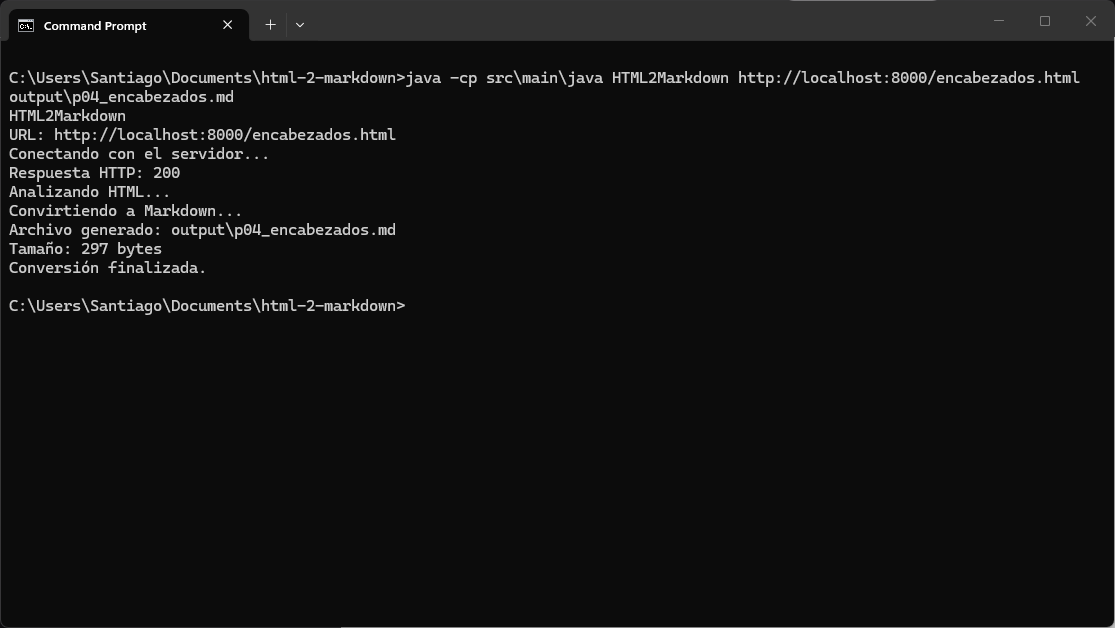 Command Prompt
C:\Users\Santiago\Documents\html-2-markdown>java -cp src\main\java HTML2Markdown http://localhost:8000/encabezados.html
output\p04_encabezados.md
HTML2Markdown
URL: http://localhost:8000/encabezados.html
Conectando con el servidor...
Respuesta HTTP: 200
Analizando HTML...
Convirtiendo a Markdown...
Archivo generado: output\p04_encabezados.md
Tamaño: 297 bytes
Conversión finalizada.
C:\Users\Santiago\Documents\html-2-markdown>